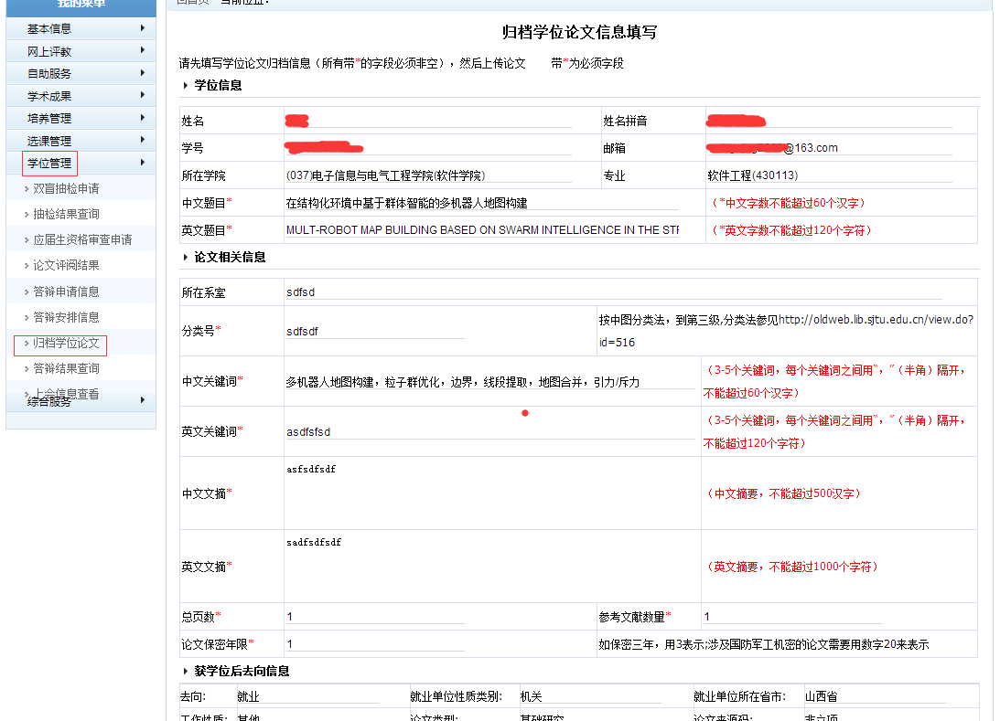 我的菜单
基本信息
网上评教
自助服务
学术成果
培养管理
选课管理
学位管理
双盲抽检申请
抽检结果查询
应届生资格审查申请
论文评阅结果
答辩申请信息
答辩安排信息
归档学位论文
答辩结果查询
上会信息查看
综合服务
回首页 当前位置:
归档学位论文信息填写
请先填写学位论文归档信息（所有带*的字段必须非空），然后上传论文 带*为必须字段
学位信息
姓名 姓名拼音
学号 邮箱 @163.com
所在学院 (037)电子信息与电气工程学院(软件学院) 专业 软件工程(430113)
中文题目* 在结构化环境中基于群体智能的多机器人地图构建 （*中文字数不能超过60个汉字）
英文题目* MULT-ROBOT MAP BUILDING BASED ON SWARM INTELLIGENCE IN THE STR （*英文字数不能超过120个字符）
论文相关信息
所在系室 sdfsd
分类号* sdfsdf 按中图分类法，到第三级,分类法参见http://oldweb.lib.sjtu.edu.cn/view.do?
id=516
中文关键词* 多机器人地图构建，粒子群优化，边界，线段提取，地图合并，引力/斥力 （3-5个关键词，每个关键词之间用“，”（半角）隔开，
不能超过60个汉字）
英文关键词* asdfsfsd （3-5个关键词，每个关键词之间用“，”（半角）隔开，
不能超过120个字符）
中文文摘* asfsdfsdf （中文摘要，不能超过500汉字）
英文文摘* sadfsdfsdf （英文摘要，不能超过1000个字符）
总页数* 1 参考文献数量* 1
论文保密年限* 1 如保密三年，用3表示;涉及国防军工机密的论文需要用数字20来表示
获学位后去向信息
去向: 就业 就业单位性质类别: 机关 就业单位所在省市: 山西省
工作性质: 其他 论文类型: 基础研究 论文来源码: 非立项